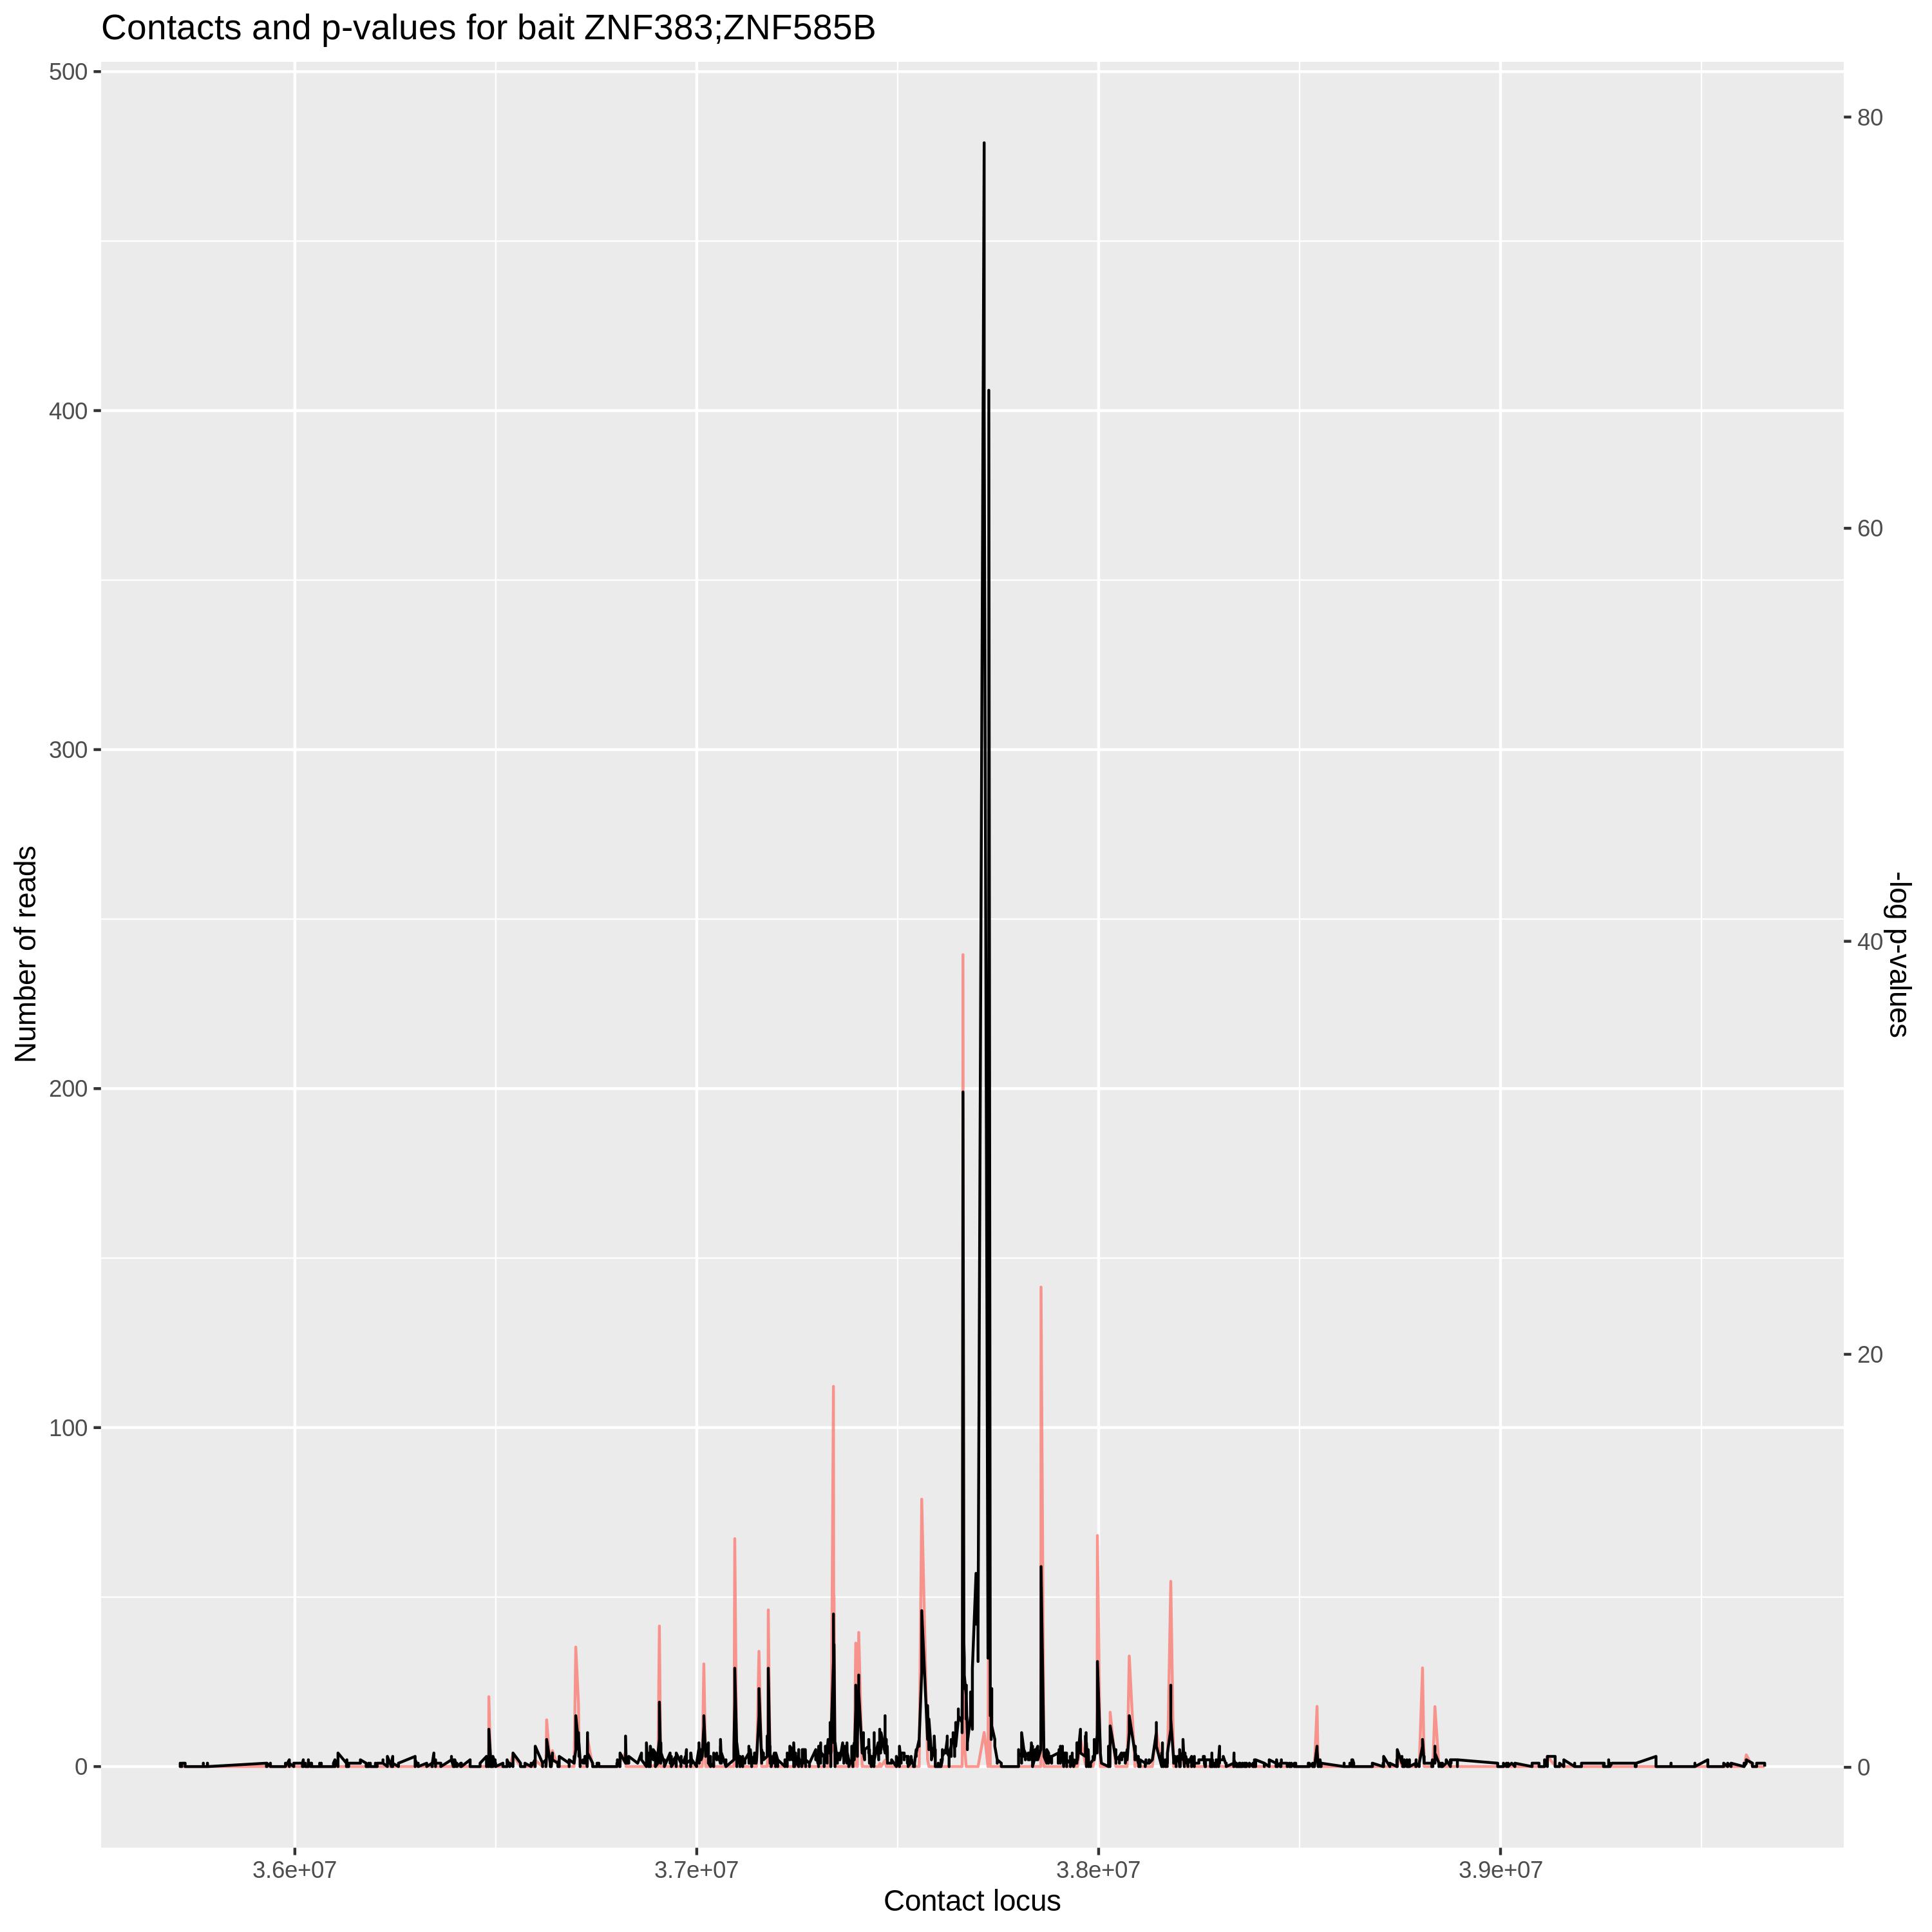 Contacts and p-values for bait ZNF383;ZNF585B
500
400
300
200
100
0
Number of reads
80
60
40
20
0
-log p-values
3.6e+07
3.7e+07
3.8e+07
3.9e+07
Contact locus